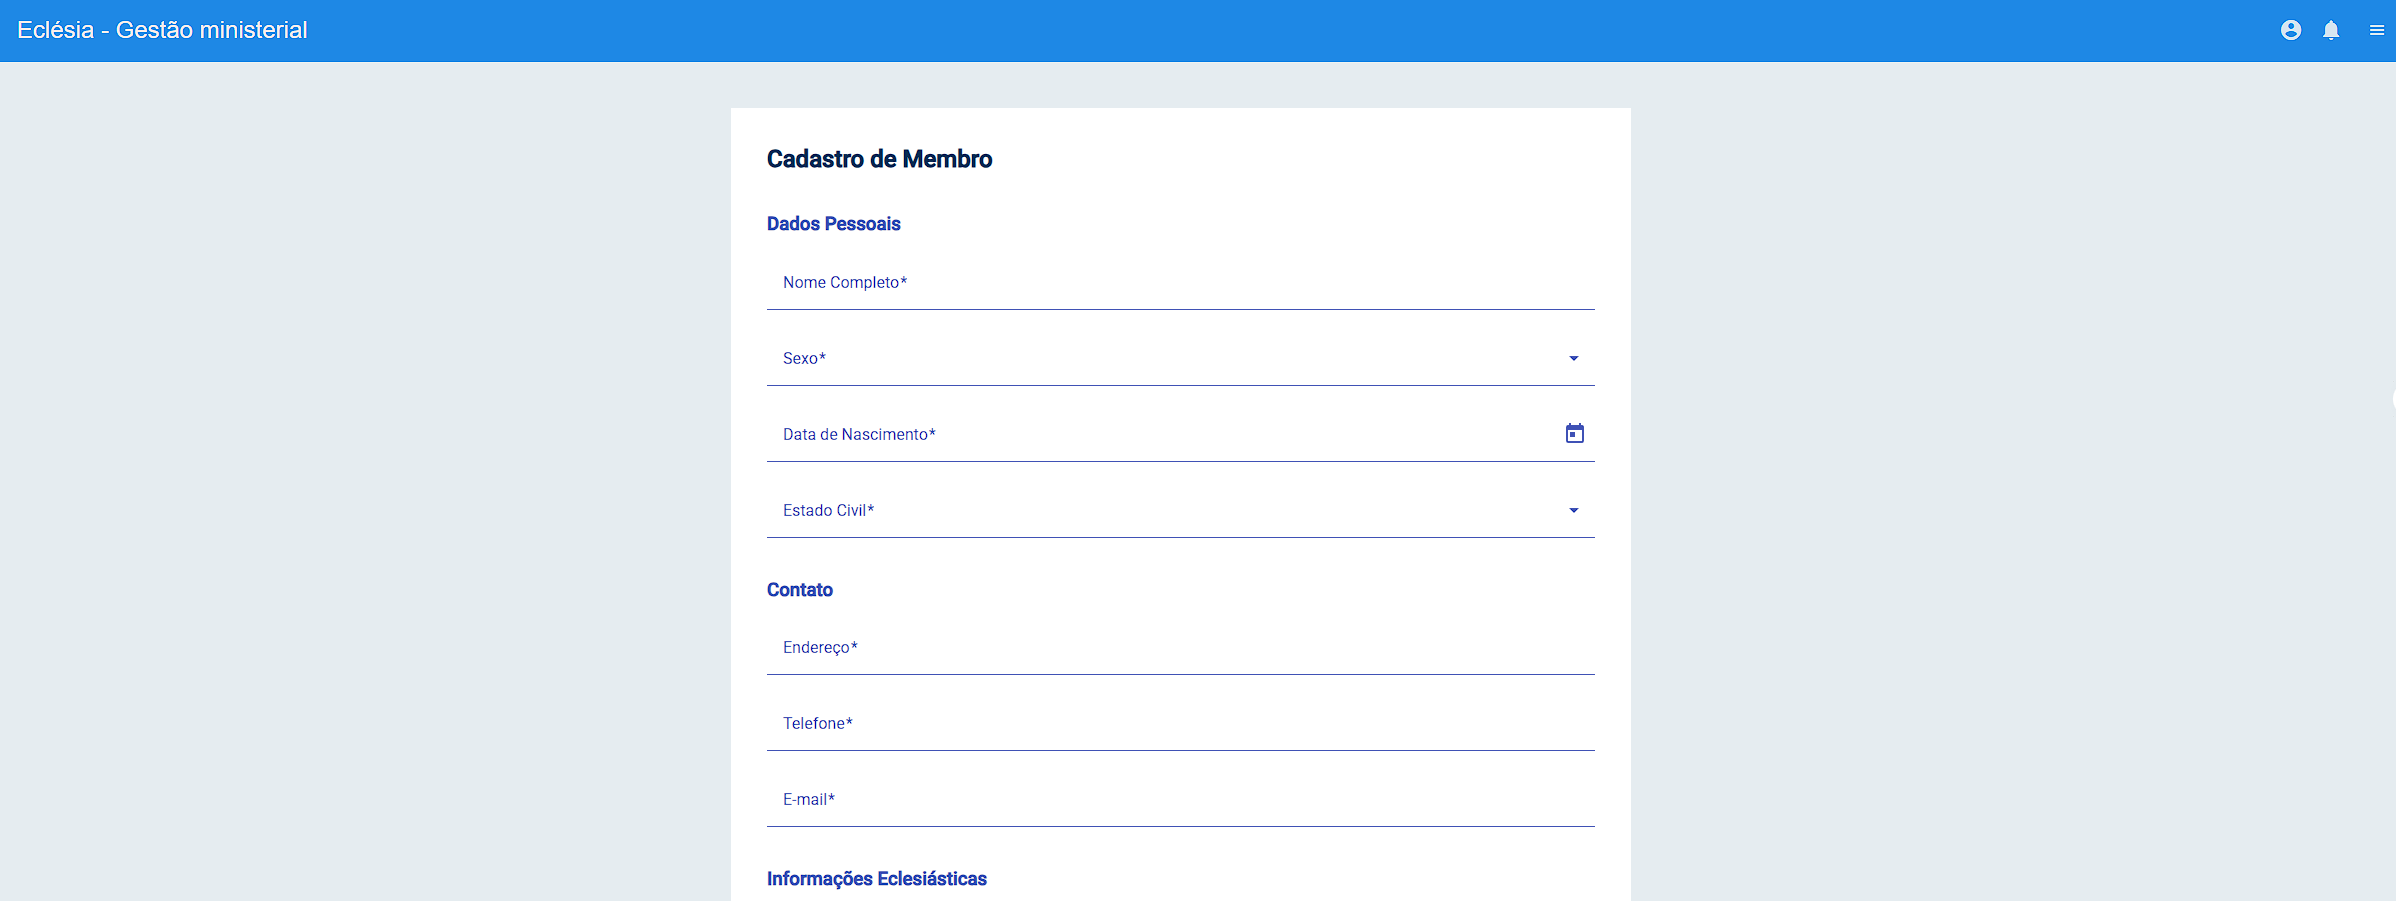 Eclésia - Gestão ministerial
Cadastro de Membro
Dados Pessoais
Nome Completo*
Sexo*
Data de Nascimento*
Estado Civil*
Contato
Endereço*
Telefone*
E-mail*
Informações Eclesiásticas